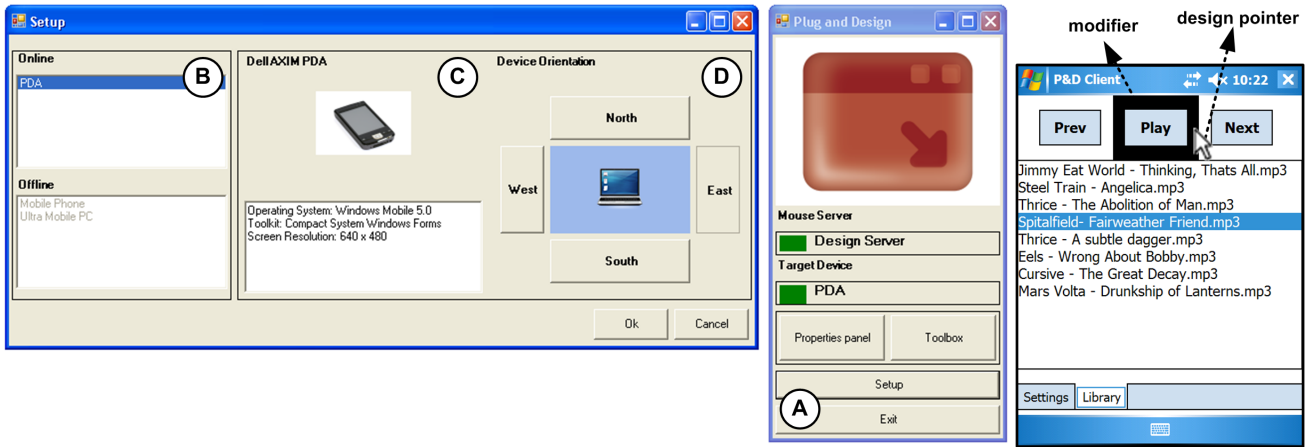 Setup
Online
B
PDA
Offline
Mobile Phone
Ultra Mobile PC
Dell AXIM PDA
C
Operating System: Windows Mobile 5.0
Toolkit: Compact System Windows Forms
Screen Resolution: 640 x 480
Device Orientation
D
North
West
East
South
Ok
Cancel
Plug and Design
Mouse Server
Design Server
Target Device
PDA
Properties panel
Toolbox
Setup
A
Exit
modifier
design pointer
P&D Client
10:22
Prev
Play
Next
Jimmy Eat World - Thinking, Thats All.mp3
Steel Train - Angelica.mp3
Thrice - The Abolition of Man.mp3
Spitalfield- Fairweather Friend.mp3
Thrice - A subtle dagger.mp3
Eels - Wrong About Bobby.mp3
Cursive - The Great Decay.mp3
Mars Volta - Drunkship of Lanterns.mp3
Settings
Library